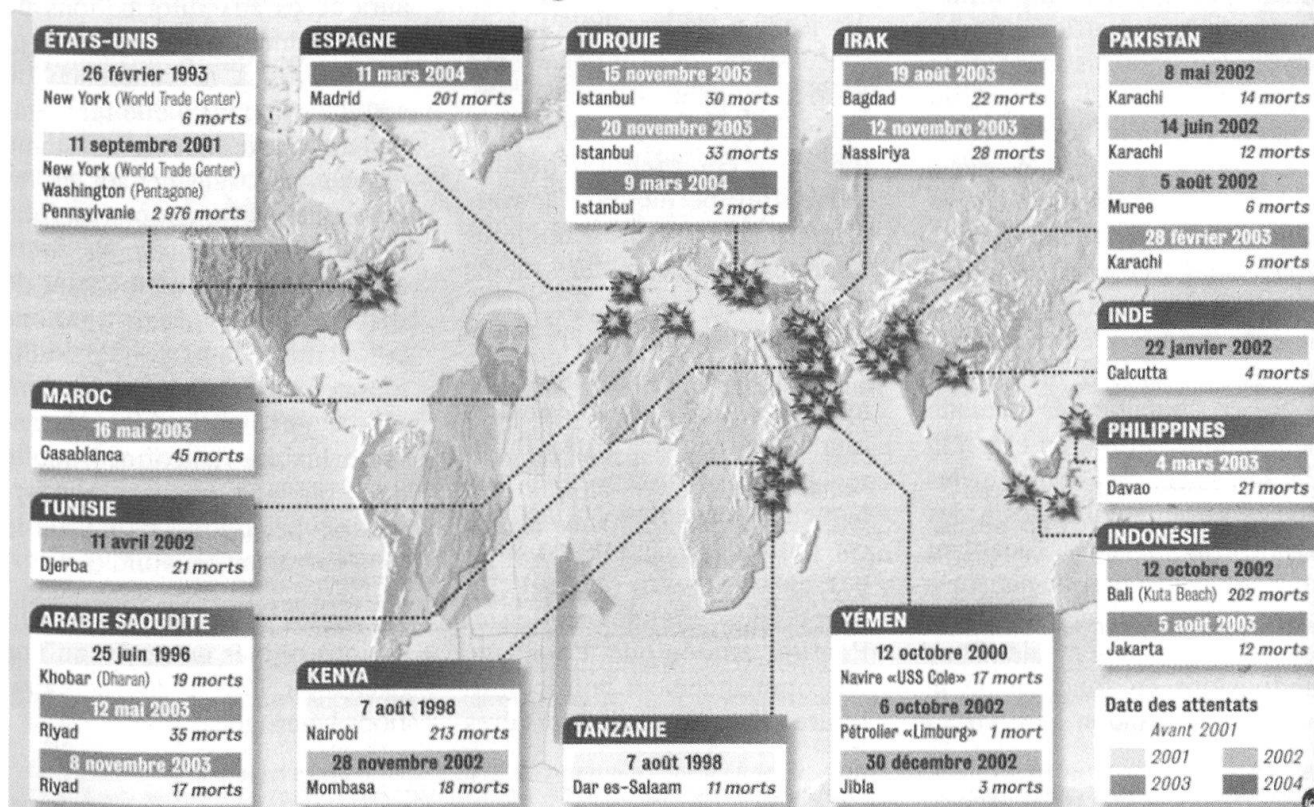 ÉTATS-UNIS
26 février 1993
New York (World Trade Center)
6 morts
11 septembre 2001
New York (World Trade Center)
Washington (Pentagone)
Pennsylvanie 2 976 morts
ESPAGNE
11 mars 2004
Madrid 201 morts
TURQUIE
15 novembre 2003
Istanbul 30 morts
20 novembre 2003
Istanbul 33 morts
9 mars 2004
Istanbul 2 morts
IRAK
19 août 2003
Bagdad 22 morts
12 novembre 2003
Nassiriya 28 morts
PAKISTAN
8 mai 2002
Karachi 14 morts
14 juin 2002
Karachi 12 morts
5 août 2002
Muree 6 morts
28 février 2003
Karachi 5 morts
INDE
22 janvier 2002
Calcutta 4 morts
MAROC
16 mai 2003
Casablanca 45 morts
PHILIPPINES
4 mars 2003
Davao 21 morts
TUNISIE
11 avril 2002
Djerba 21 morts
INDONÉSIE
12 octobre 2002
Bali (Kuta Beach) 202 morts
5 août 2003
Jakarta 12 morts
ARABIE SAOUDITE
25 juin 1996
Khobar (Dharan) 19 morts
12 mai 2003
Riyad 35 morts
8 novembre 2003
Riyad 17 morts
KENYA
7 août 1998
Nairobi 213 morts
28 novembre 2002
Mombasa 18 morts
TANZANIE
7 août 1998
Dar es-Salaam 11 morts
YÉMEN
12 octobre 2000
Navire «USS Cole» 17 morts
6 octobre 2002
Pétrolier «Limburg» 1 mort
30 décembre 2002
Jibla 3 morts
Date des attentats
Avant 2001
2001 2002
2003 2004